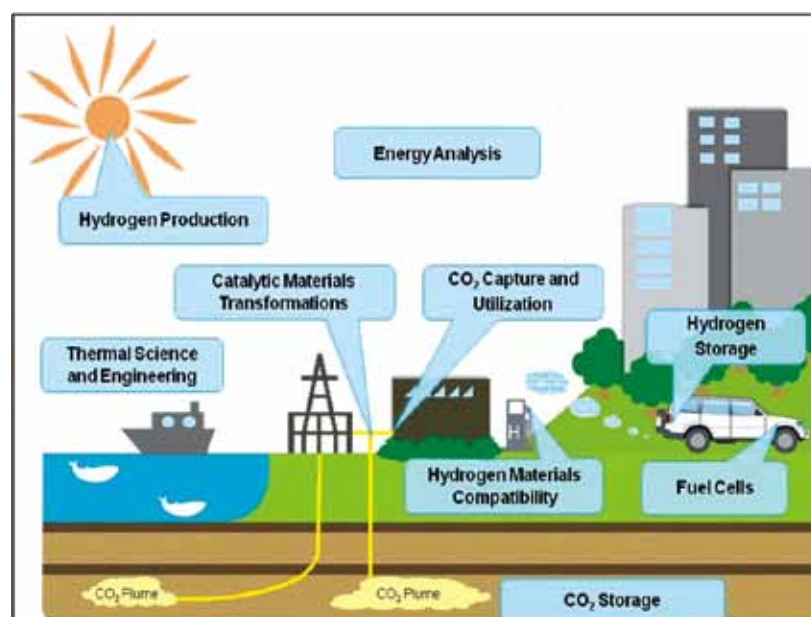 Energy Analysis
Hydrogen Production
Catalytic Materials
Transformations
CO₂ Capture and
Utilization
Hydrogen
Storage
Thermal Science
and Engineering
H
Hydrogen Materials
Compatibility
Fuel Cells
CO₂ Plume
CO₂ Plume
CO₂ Storage